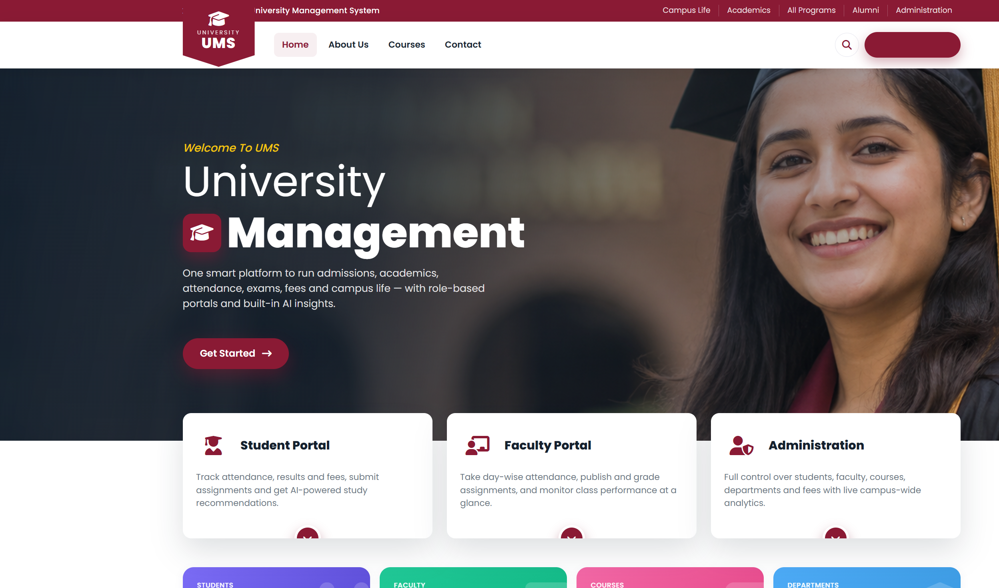 niversity Management System
Campus Life
Academics
All Programs
Alumni
Administration
UNIVERSITY
UMS
Home
About Us
Courses
Contact
Welcome To UMS
University
Management
One smart platform to run admissions, academics,
attendance, exams, fees and campus life — with role-based
portals and built-in AI insights.
Get Started
Student Portal
Track attendance, results and fees, submit
assignments and get AI-powered study
recommendations.
Faculty Portal
Take day-wise attendance, publish and grade
assignments, and monitor class performance at a
glance.
Administration
Full control over students, faculty, courses,
departments and fees with live campus-wide
analytics.
STUDENTS
FACULTY
COURSES
DEPARTMENTS